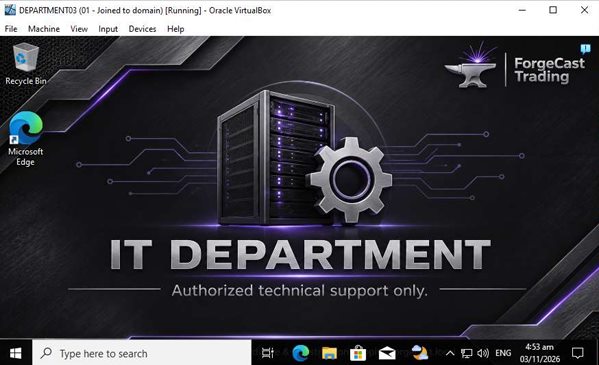 DEPARTMENT03 (01 - Joined to domain) [Running] - Oracle VirtualBox
File Machine View Input Devices Help
Recycle Bin
ForgeCast
Trading
Microsoft
Edge
IT DEPARTMENT
Authorized technical support only.
Type here to search
ENG
4:53 am
03/11/2026